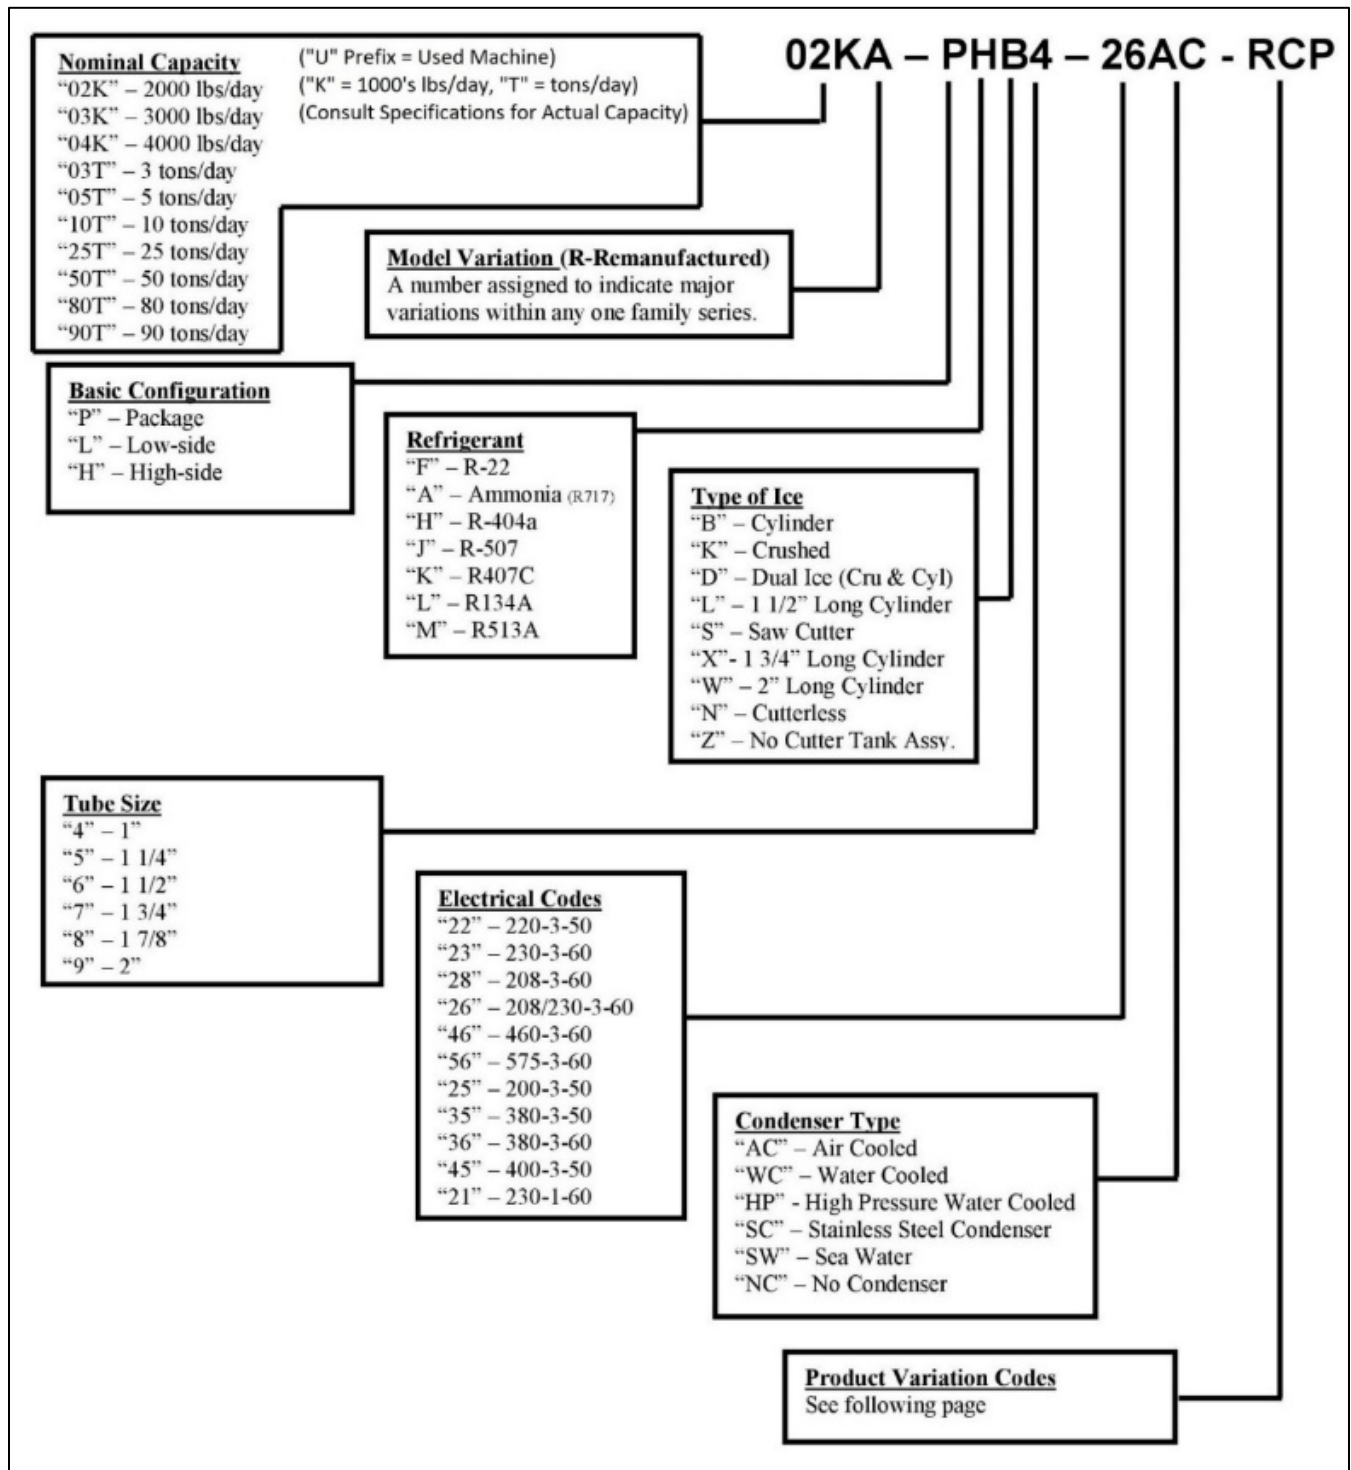 02KA – PHB4 – 26AC - RCP
Nominal Capacity
“02K” – 2000 lbs/day
“03K” – 3000 lbs/day
“04K” – 4000 lbs/day
“03T” – 3 tons/day
“05T” – 5 tons/day
“10T” – 10 tons/day
“25T” – 25 tons/day
“50T” – 50 tons/day
“80T” – 80 tons/day
“90T” – 90 tons/day
("U" Prefix = Used Machine)
("K" = 1000's lbs/day, "T" = tons/day)
(Consult Specifications for Actual Capacity)
Model Variation (R-Remanufactured)
A number assigned to indicate major
variations within any one family series.
Basic Configuration
“P” – Package
“L” – Low-side
“H” – High-side
Refrigerant
“F” – R-22
“A” – Ammonia (R717)
“H” – R-404a
“J” – R-507
“K” – R407C
“L” – R134A
“M” – R513A
Type of Ice
“B” – Cylinder
“K” – Crushed
“D” – Dual Ice (Cru & Cyl)
“L” – 1 1/2” Long Cylinder
“S” – Saw Cutter
“X”- 1 3/4” Long Cylinder
“W” – 2” Long Cylinder
“N” – Cutterless
“Z” – No Cutter Tank Assy.
Tube Size
“4” – 1”
“5” – 1 1/4”
“6” – 1 1/2”
“7” – 1 3/4”
“8” – 1 7/8”
“9” – 2”
Electrical Codes
“22” – 220-3-50
“23” – 230-3-60
“28” – 208-3-60
“26” – 208/230-3-60
“46” – 460-3-60
“56” – 575-3-60
“25” – 200-3-50
“35” – 380-3-50
“36” – 380-3-60
“45” – 400-3-50
“21” – 230-1-60
Condenser Type
“AC” – Air Cooled
“WC” – Water Cooled
“HP” - High Pressure Water Cooled
“SC” – Stainless Steel Condenser
“SW” – Sea Water
“NC” – No Condenser
Product Variation Codes
See following page